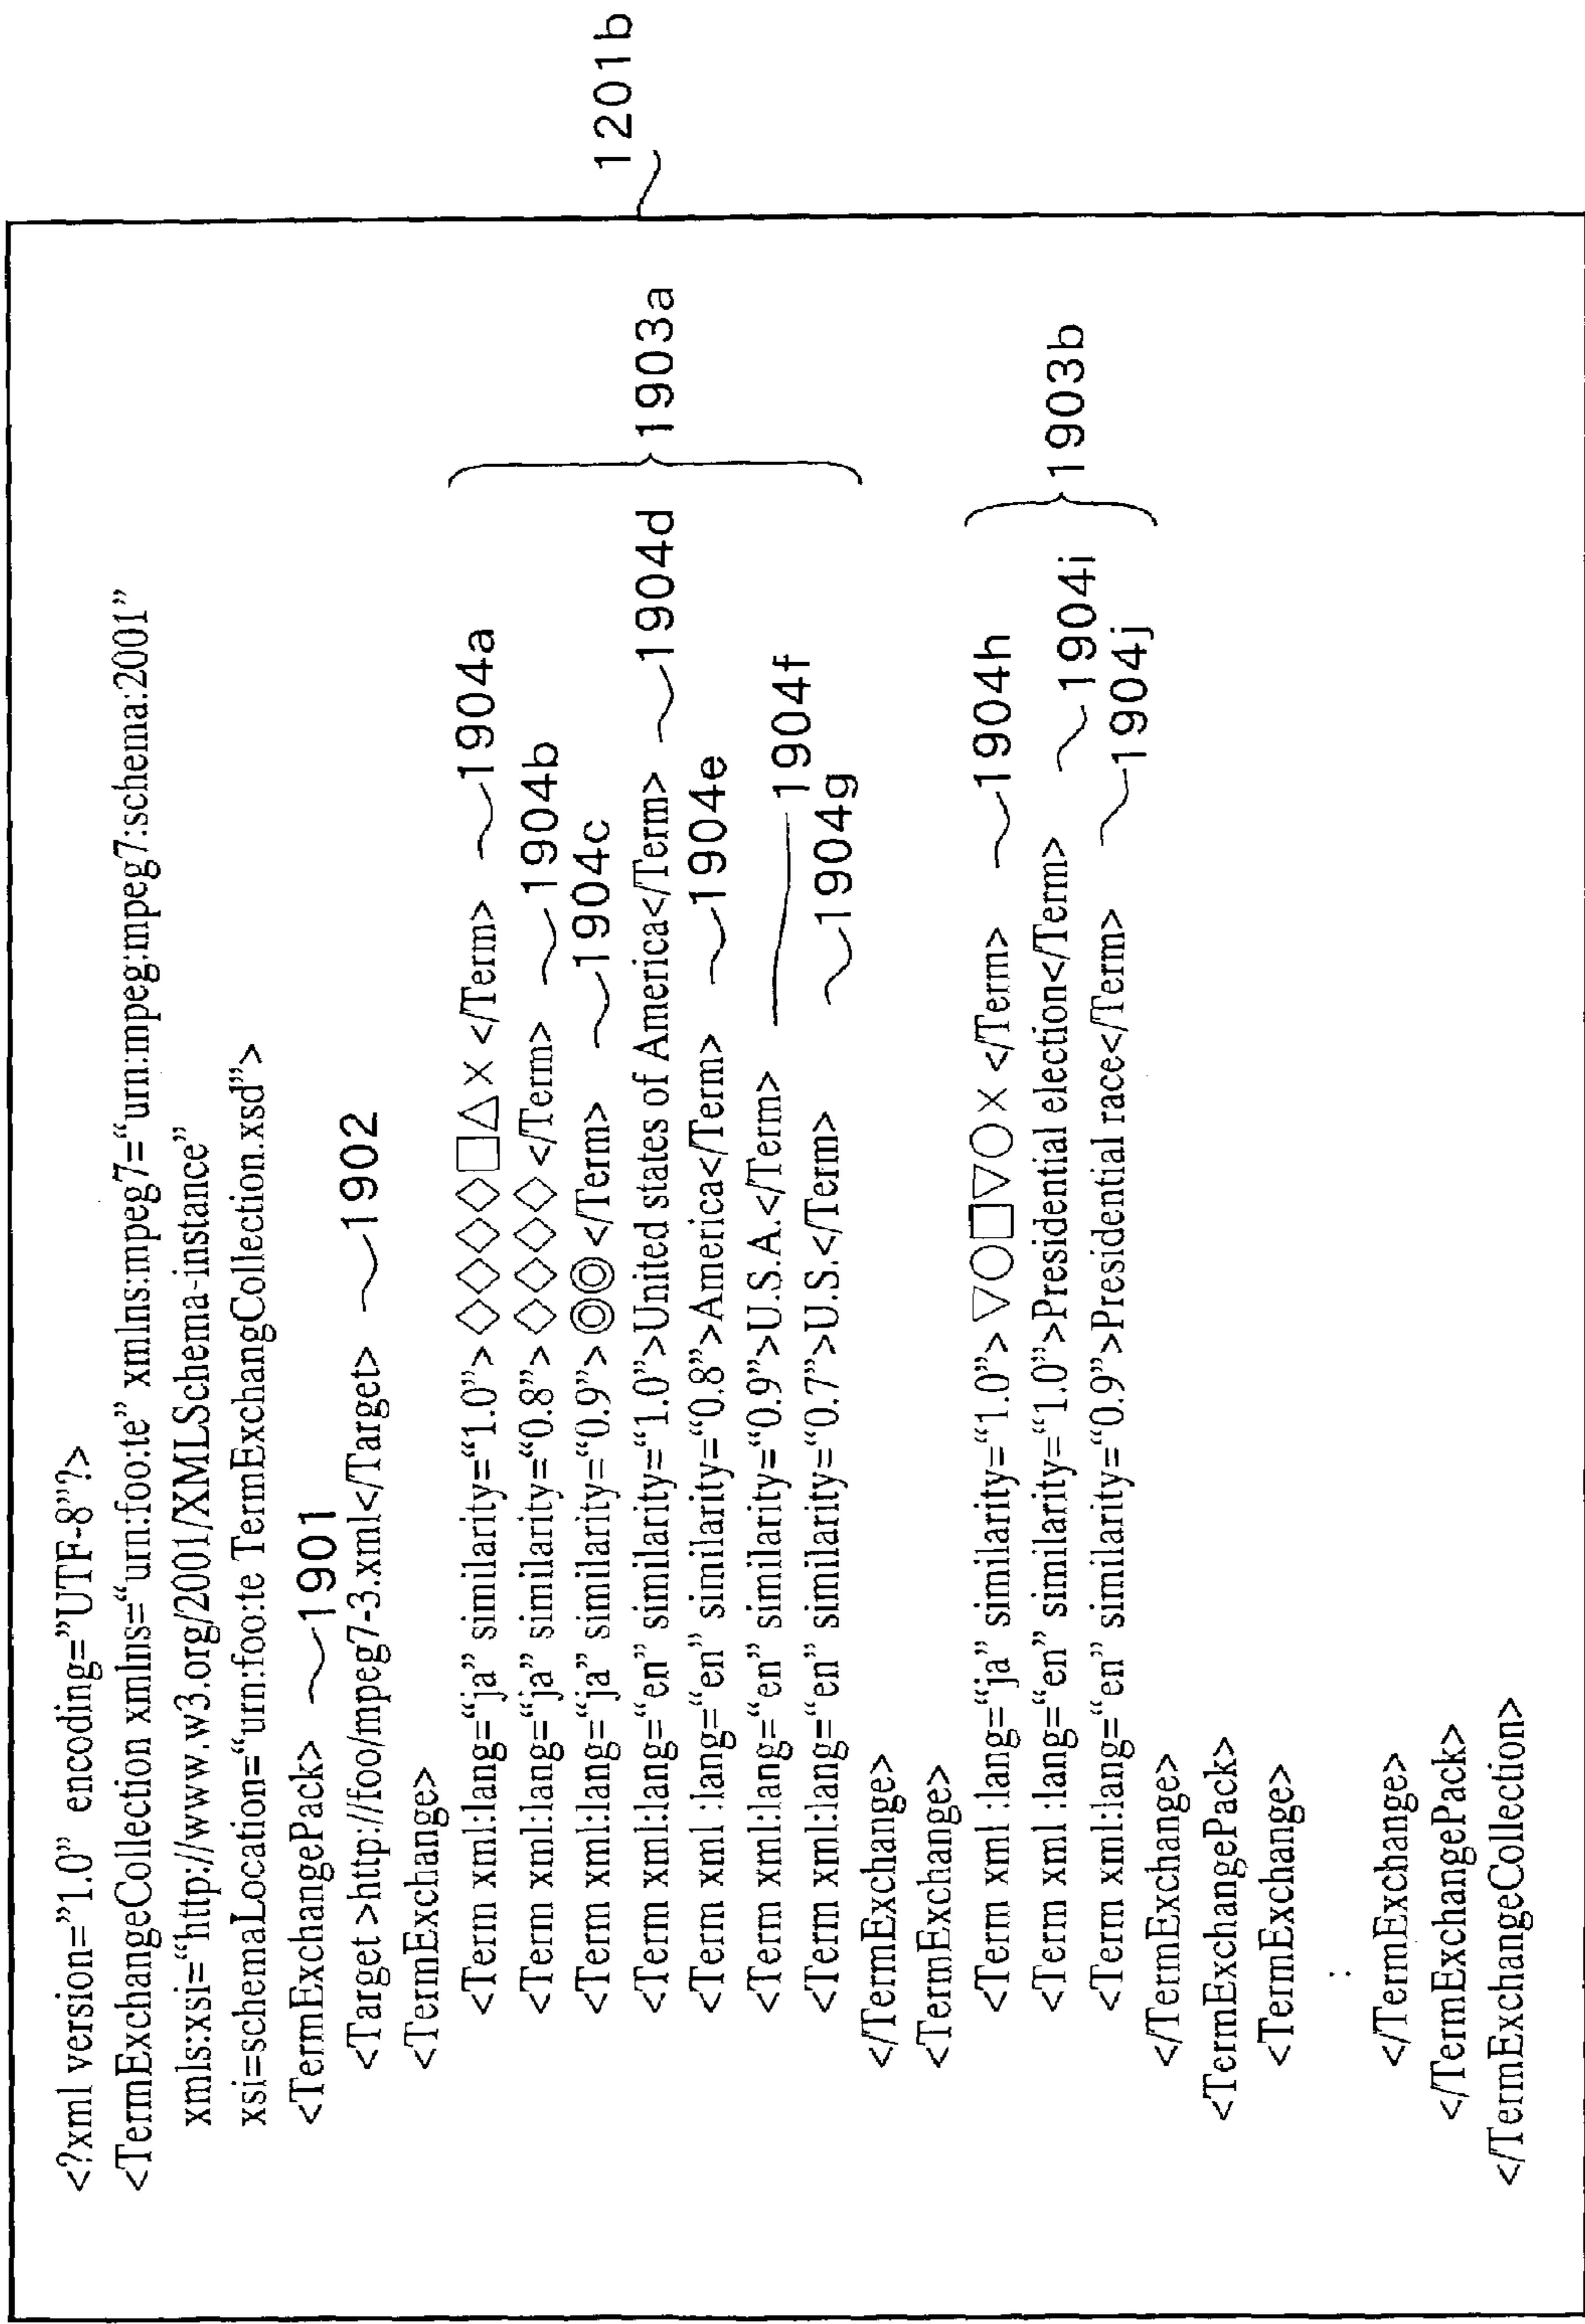 <?xml version="1.0" encoding="UTF-8"?>
<TermExchangeCollection xmlns="urn:foo:te" xmlns:mpeg7="urn:mpeg:mpeg7:schema:2001"
xmls:xsi="http://www.w3.org/2001/XMLSchema-instance"
xsi=schemaLocation="urn:foo:te TermExchangCollection.xsd">
<TermExchangePack> 1901
<Target >http://foo/mpeg7-3.xml</Target> 1902
<TermExchange>
<Term xml:lang="ja" similarity="1.0">◇◇◇◇□△×</Term> 1904a
<Term xml:lang="ja" similarity="0.8">◇◇◇◇</Term> 1904b
<Term xml:lang="ja" similarity="0.9">◎◎</Term> 1904c
<Term xml:lang="en" similarity="1.0">United states of America</Term> 1904d 1903a
<Term xml :lang="en" similarity="0.8">America</Term> 1904e
<Term xml:lang="en" similarity="0.9">U.S.A.</Term> 1904f
<Term xml:lang="en" similarity="0.7">U.S.</Term> 1904g
</TermExchange>
<TermExchange>
<Term xml :lang="ja" similarity="1.0">▽○□▽○×</Term> 1904h
<Term xml :lang="en" similarity="1.0">Presidential election</Term> 1904i 1903b
<Term xml:lang="en" similarity="0.9">Presidential race</Term> 1904j
</TermExchange>
<TermExchangePack>
<TermExchange>
:
</TermExchange>
</TermExchangePack>
</TermExchangeCollection>
1201b